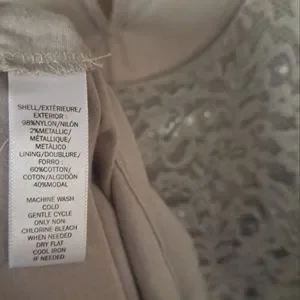 SHELL/EXTÉRIEURE/
EXTERIOR :
98%NYLON/NILÓN
2%METALLIC/
MÉTALLIQUE/
METÁLICO
LINING/DOUBLURE/
FORRO :
60%COTTON/
COTON/ALGODÓN
40%MODAL
MACHINE WASH
COLD
GENTLE CYCLE
ONLY NON
CHLORINE BLEACH
WHEN NEEDED
DRY FLAT
COOL IRON
IF NEEDED